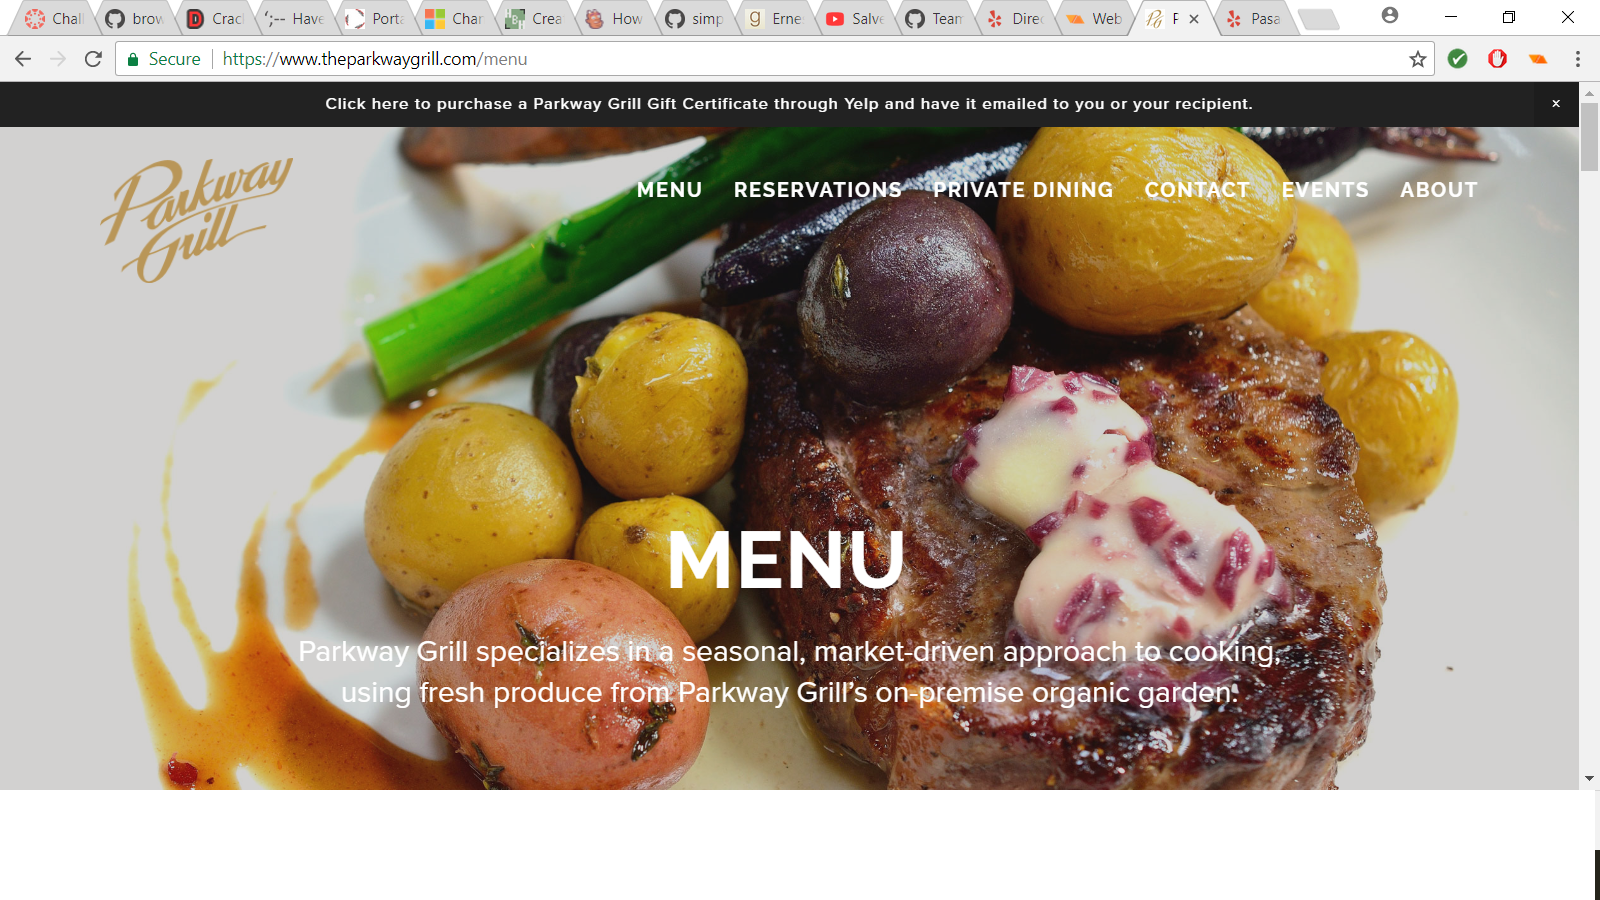 Chall
brow
Crac
Have
Porta
Char
Crea
How
simp
Ernes
Salve
Team
Direc
Web
P
Pasa
Secure
https://www.theparkwaygrill.com/menu
Click here to purchase a Parkway Grill Gift Certificate through Yelp and have it emailed to you or your recipient.
Parkway
Grill
MENU RESERVATIONS PRIVATE DINING CONTACT EVENTS ABOUT
MENU
Parkway Grill specializes in a seasonal, market-driven approach to cooking,
using fresh produce from Parkway Grill’s on-premise organic garden.